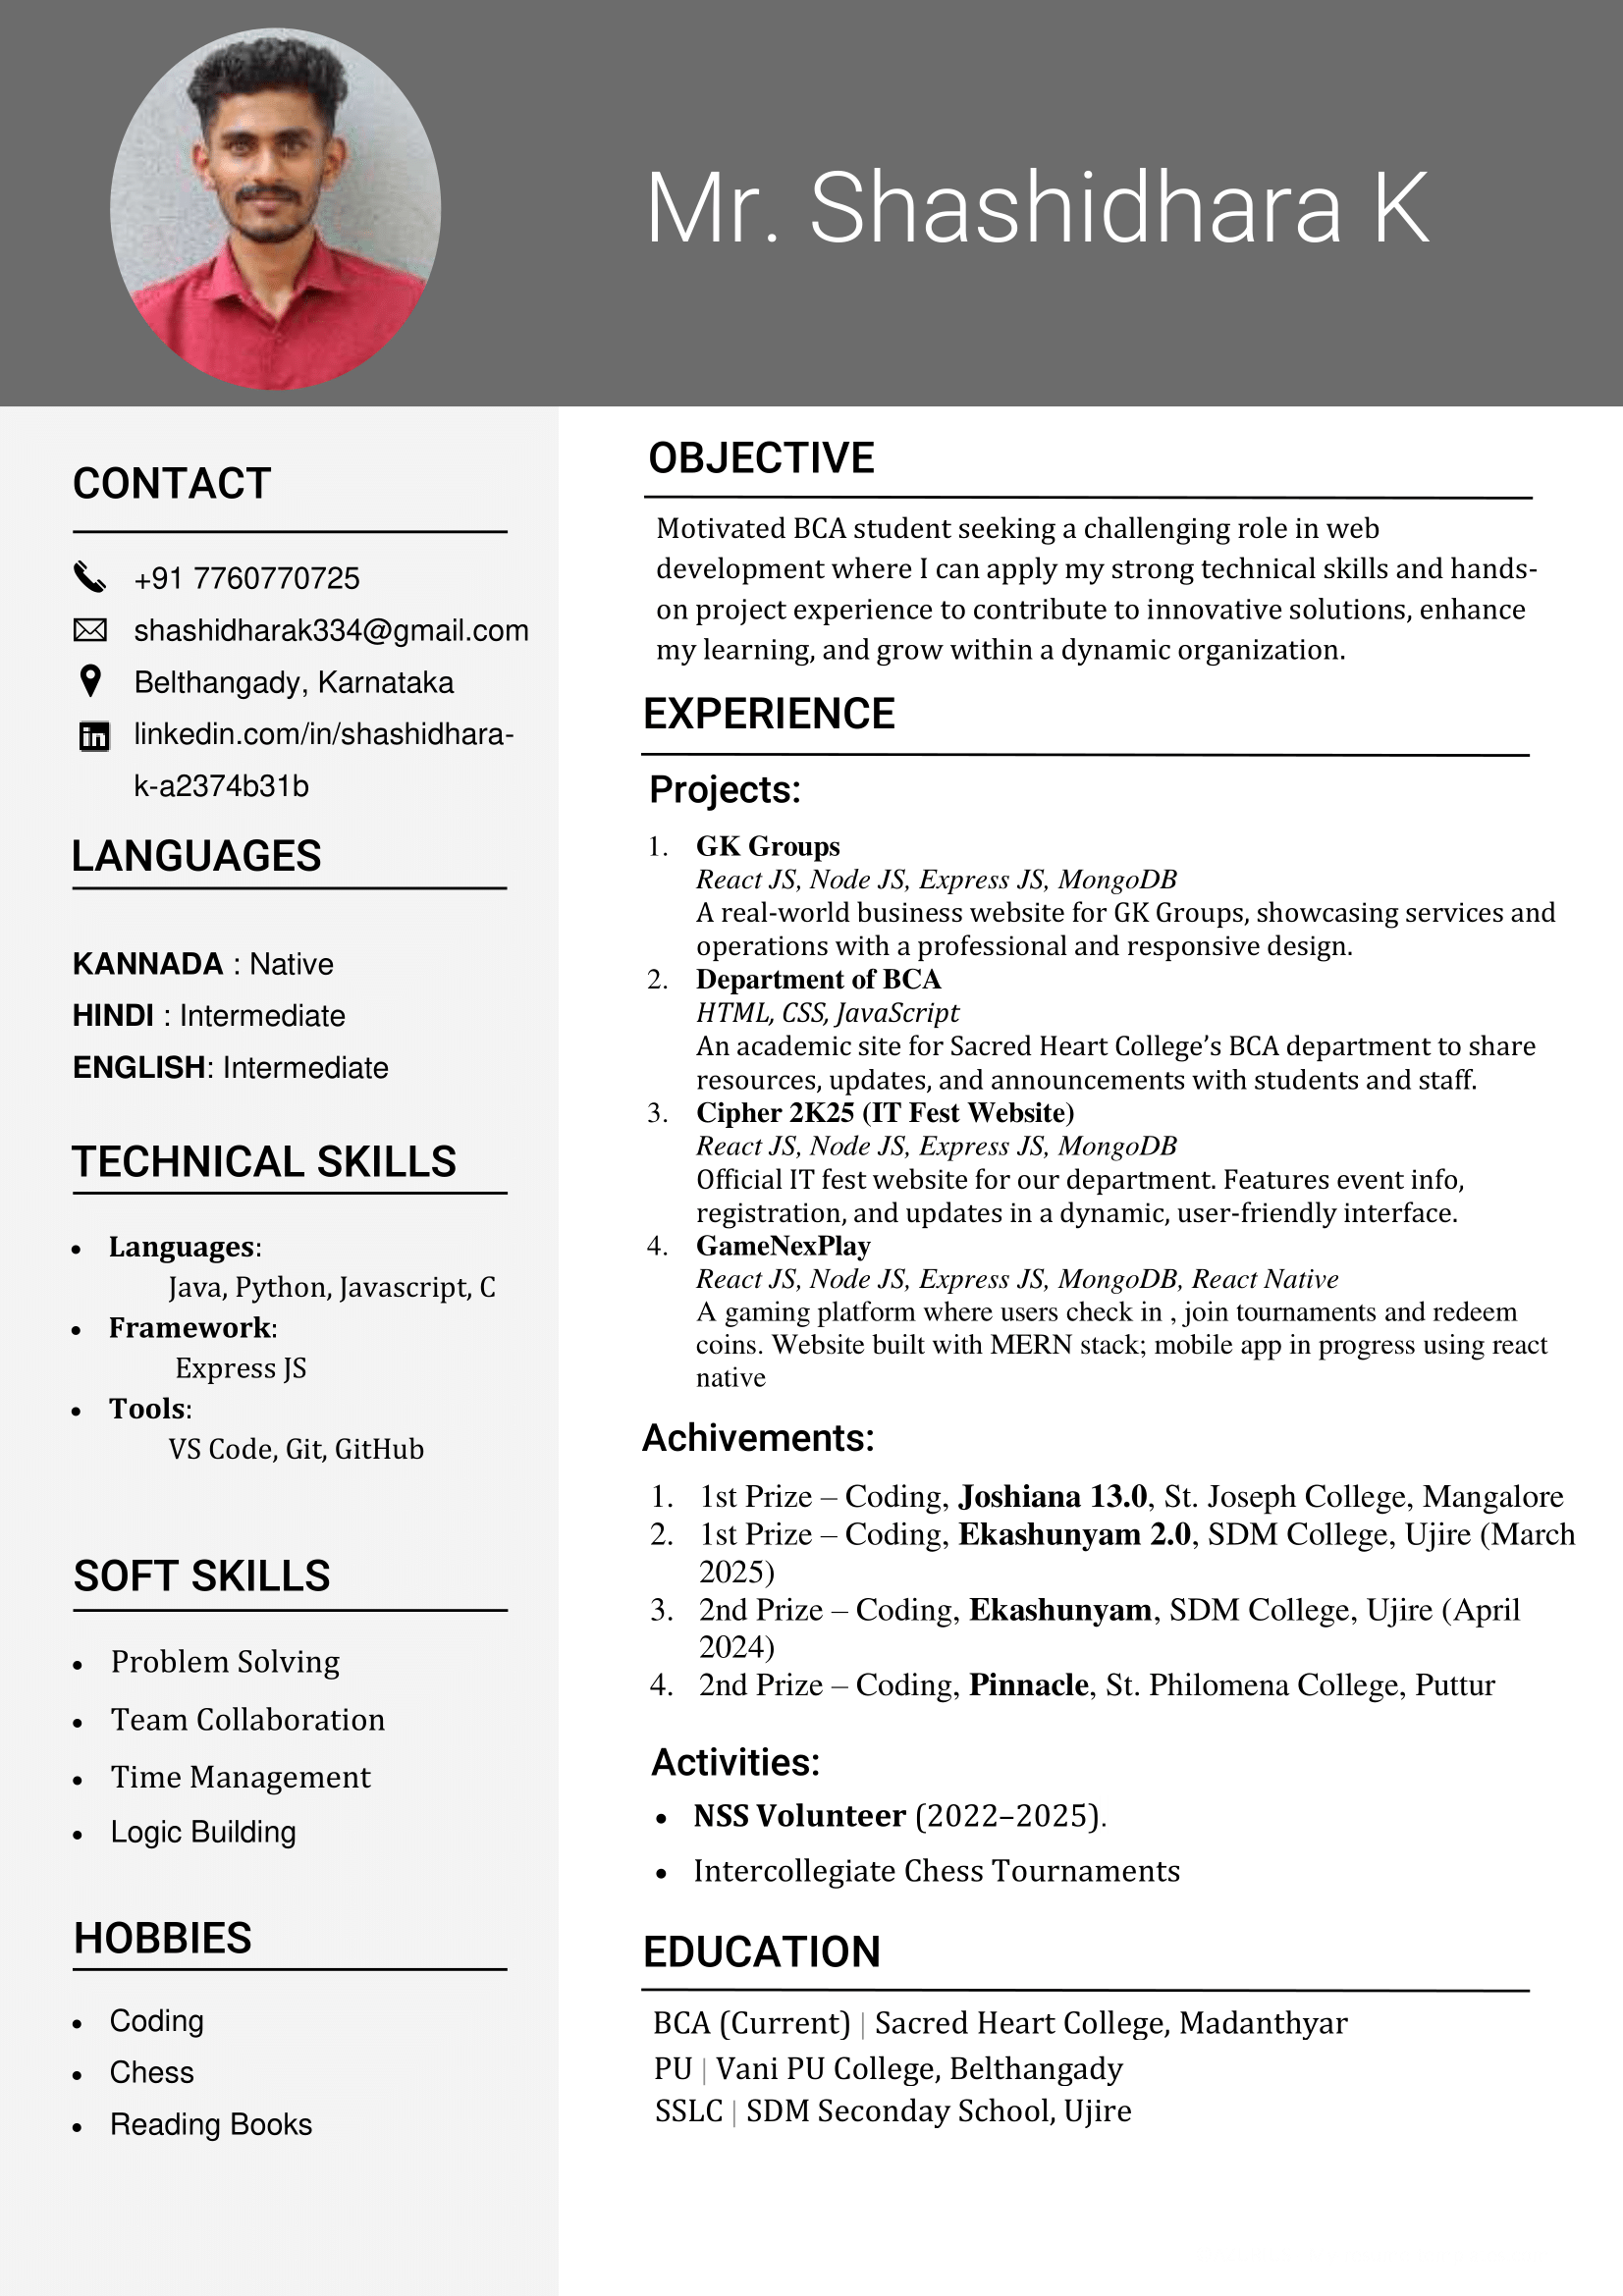 Mr. Shashidhara K
CONTACT
+91 7760770725
shashidharak334@gmail.com
Belthangady, Karnataka
linkedin.com/in/shashidhara-
k-a2374b31b
LANGUAGES
KANNADA : Native
HINDI : Intermediate
ENGLISH: Intermediate
TECHNICAL SKILLS
• Languages:
Java, Python, Javascript, C
• Framework:
Express JS
• Tools:
VS Code, Git, GitHub
SOFT SKILLS
• Problem Solving
• Team Collaboration
• Time Management
• Logic Building
HOBBIES
• Coding
• Chess
• Reading Books
OBJECTIVE
Motivated BCA student seeking a challenging role in web
development where I can apply my strong technical skills and hands-
on project experience to contribute to innovative solutions, enhance
my learning, and grow within a dynamic organization.
EXPERIENCE
Projects:
1. GK Groups
React JS, Node JS, Express JS, MongoDB
A real-world business website for GK Groups, showcasing services and
operations with a professional and responsive design.
2. Department of BCA
HTML, CSS, JavaScript
An academic site for Sacred Heart College’s BCA department to share
resources, updates, and announcements with students and staff.
3. Cipher 2K25 (IT Fest Website)
React JS, Node JS, Express JS, MongoDB
Official IT fest website for our department. Features event info,
registration, and updates in a dynamic, user-friendly interface.
4. GameNexPlay
React JS, Node JS, Express JS, MongoDB, React Native
A gaming platform where users check in , join tournaments and redeem
coins. Website built with MERN stack; mobile app in progress using react
native
Achivements:
1. 1st Prize – Coding, Joshiana 13.0, St. Joseph College, Mangalore
2. 1st Prize – Coding, Ekashunyam 2.0, SDM College, Ujire (March
2025)
3. 2nd Prize – Coding, Ekashunyam, SDM College, Ujire (April
2024)
4. 2nd Prize – Coding, Pinnacle, St. Philomena College, Puttur
Activities:
• NSS Volunteer (2022–2025).
• Intercollegiate Chess Tournaments
EDUCATION
BCA (Current) | Sacred Heart College, Madanthyar
PU | Vani PU College, Belthangady
SSLC | SDM Seconday School, Ujire